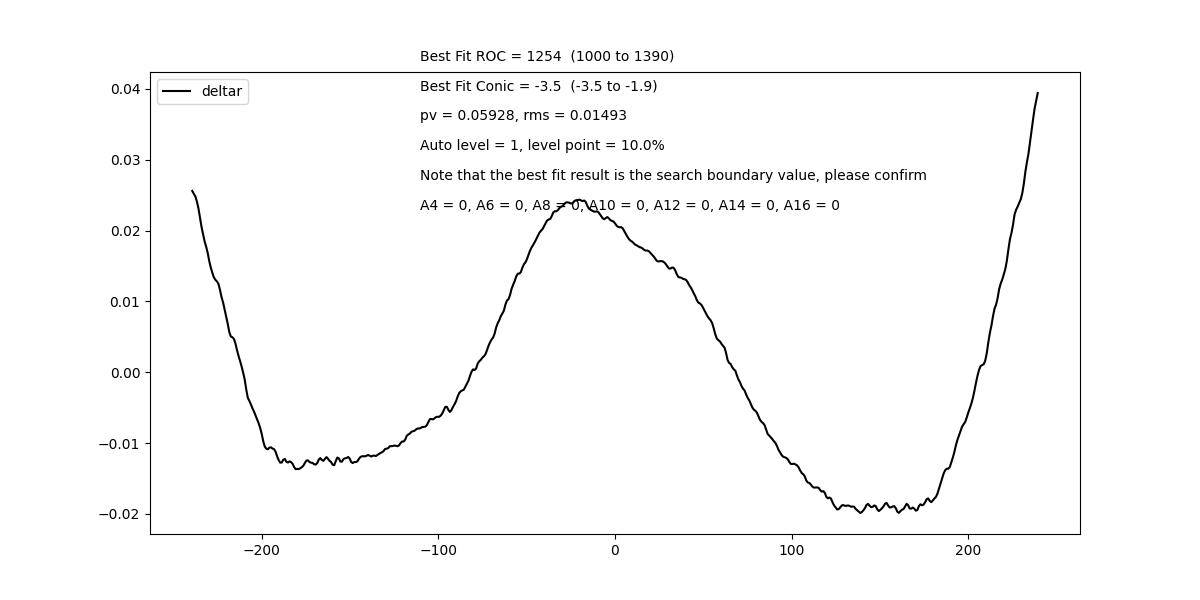 Best Fit ROC = 1254  (1000 to 1390)
Best Fit Conic = -3.5  (-3.5 to -1.9)
pv = 0.05928, rms = 0.01493
Auto level = 1, level point = 10.0%
Note that the best fit result is the search boundary value, please confirm
A4 = 0, A6 = 0, A8 = 0, A10 = 0, A12 = 0, A14 = 0, A16 = 0
deltar
0.04
0.03
0.02
0.01
0.00
−0.01
−0.02
−200
−100
0
100
200